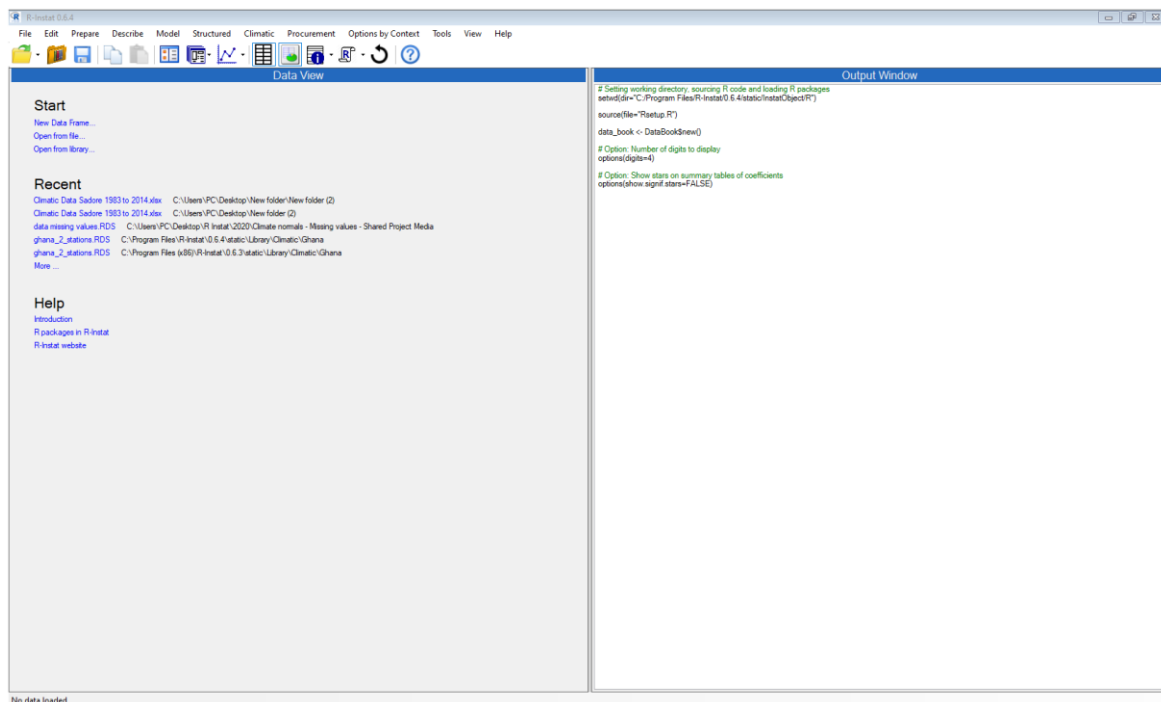 R-Instat 0.6.4
File Edit Prepare Describe Model Structured Climatic Procurement Options by Context Tools View Help
Data View
Start
New Data Frame...
Open from file...
Open from library...
Recent
Climatic Data Sadore 1983 to 2014.xlsx C:\Users\PC\Desktop\New folder\New folder (2)
Climatic Data Sadore 1983 to 2014.xlsx C:\Users\PC\Desktop\New folder (2)
data missing values.RDS C:\Users\PC\Desktop\R Instat\2020\Climate normals - Missing values - Shared Project Media
ghana_2_stations.RDS C:\Program Files\R-Instat\0.6.4\static\Library\Climatic\Ghana
ghana_2_stations.RDS C:\Program Files (x86)\R-Instat\0.6.3\static\Library\Climatic\Ghana
More ...
Help
Introduction
R packages in R-Instat
R-Instat website
Output Window
# Setting working directory, sourcing R code and loading R packages
setwd(dir="C:/Program Files/R-Instat/0.6.4/static/InstatObject/R")
source(file="Rsetup.R")
data_book <- DataBook$new()
# Option: Number of digits to display
options(digits=4)
# Option: Show stars on summary tables of coefficients
options(show.signif.stars=FALSE)
No data loaded